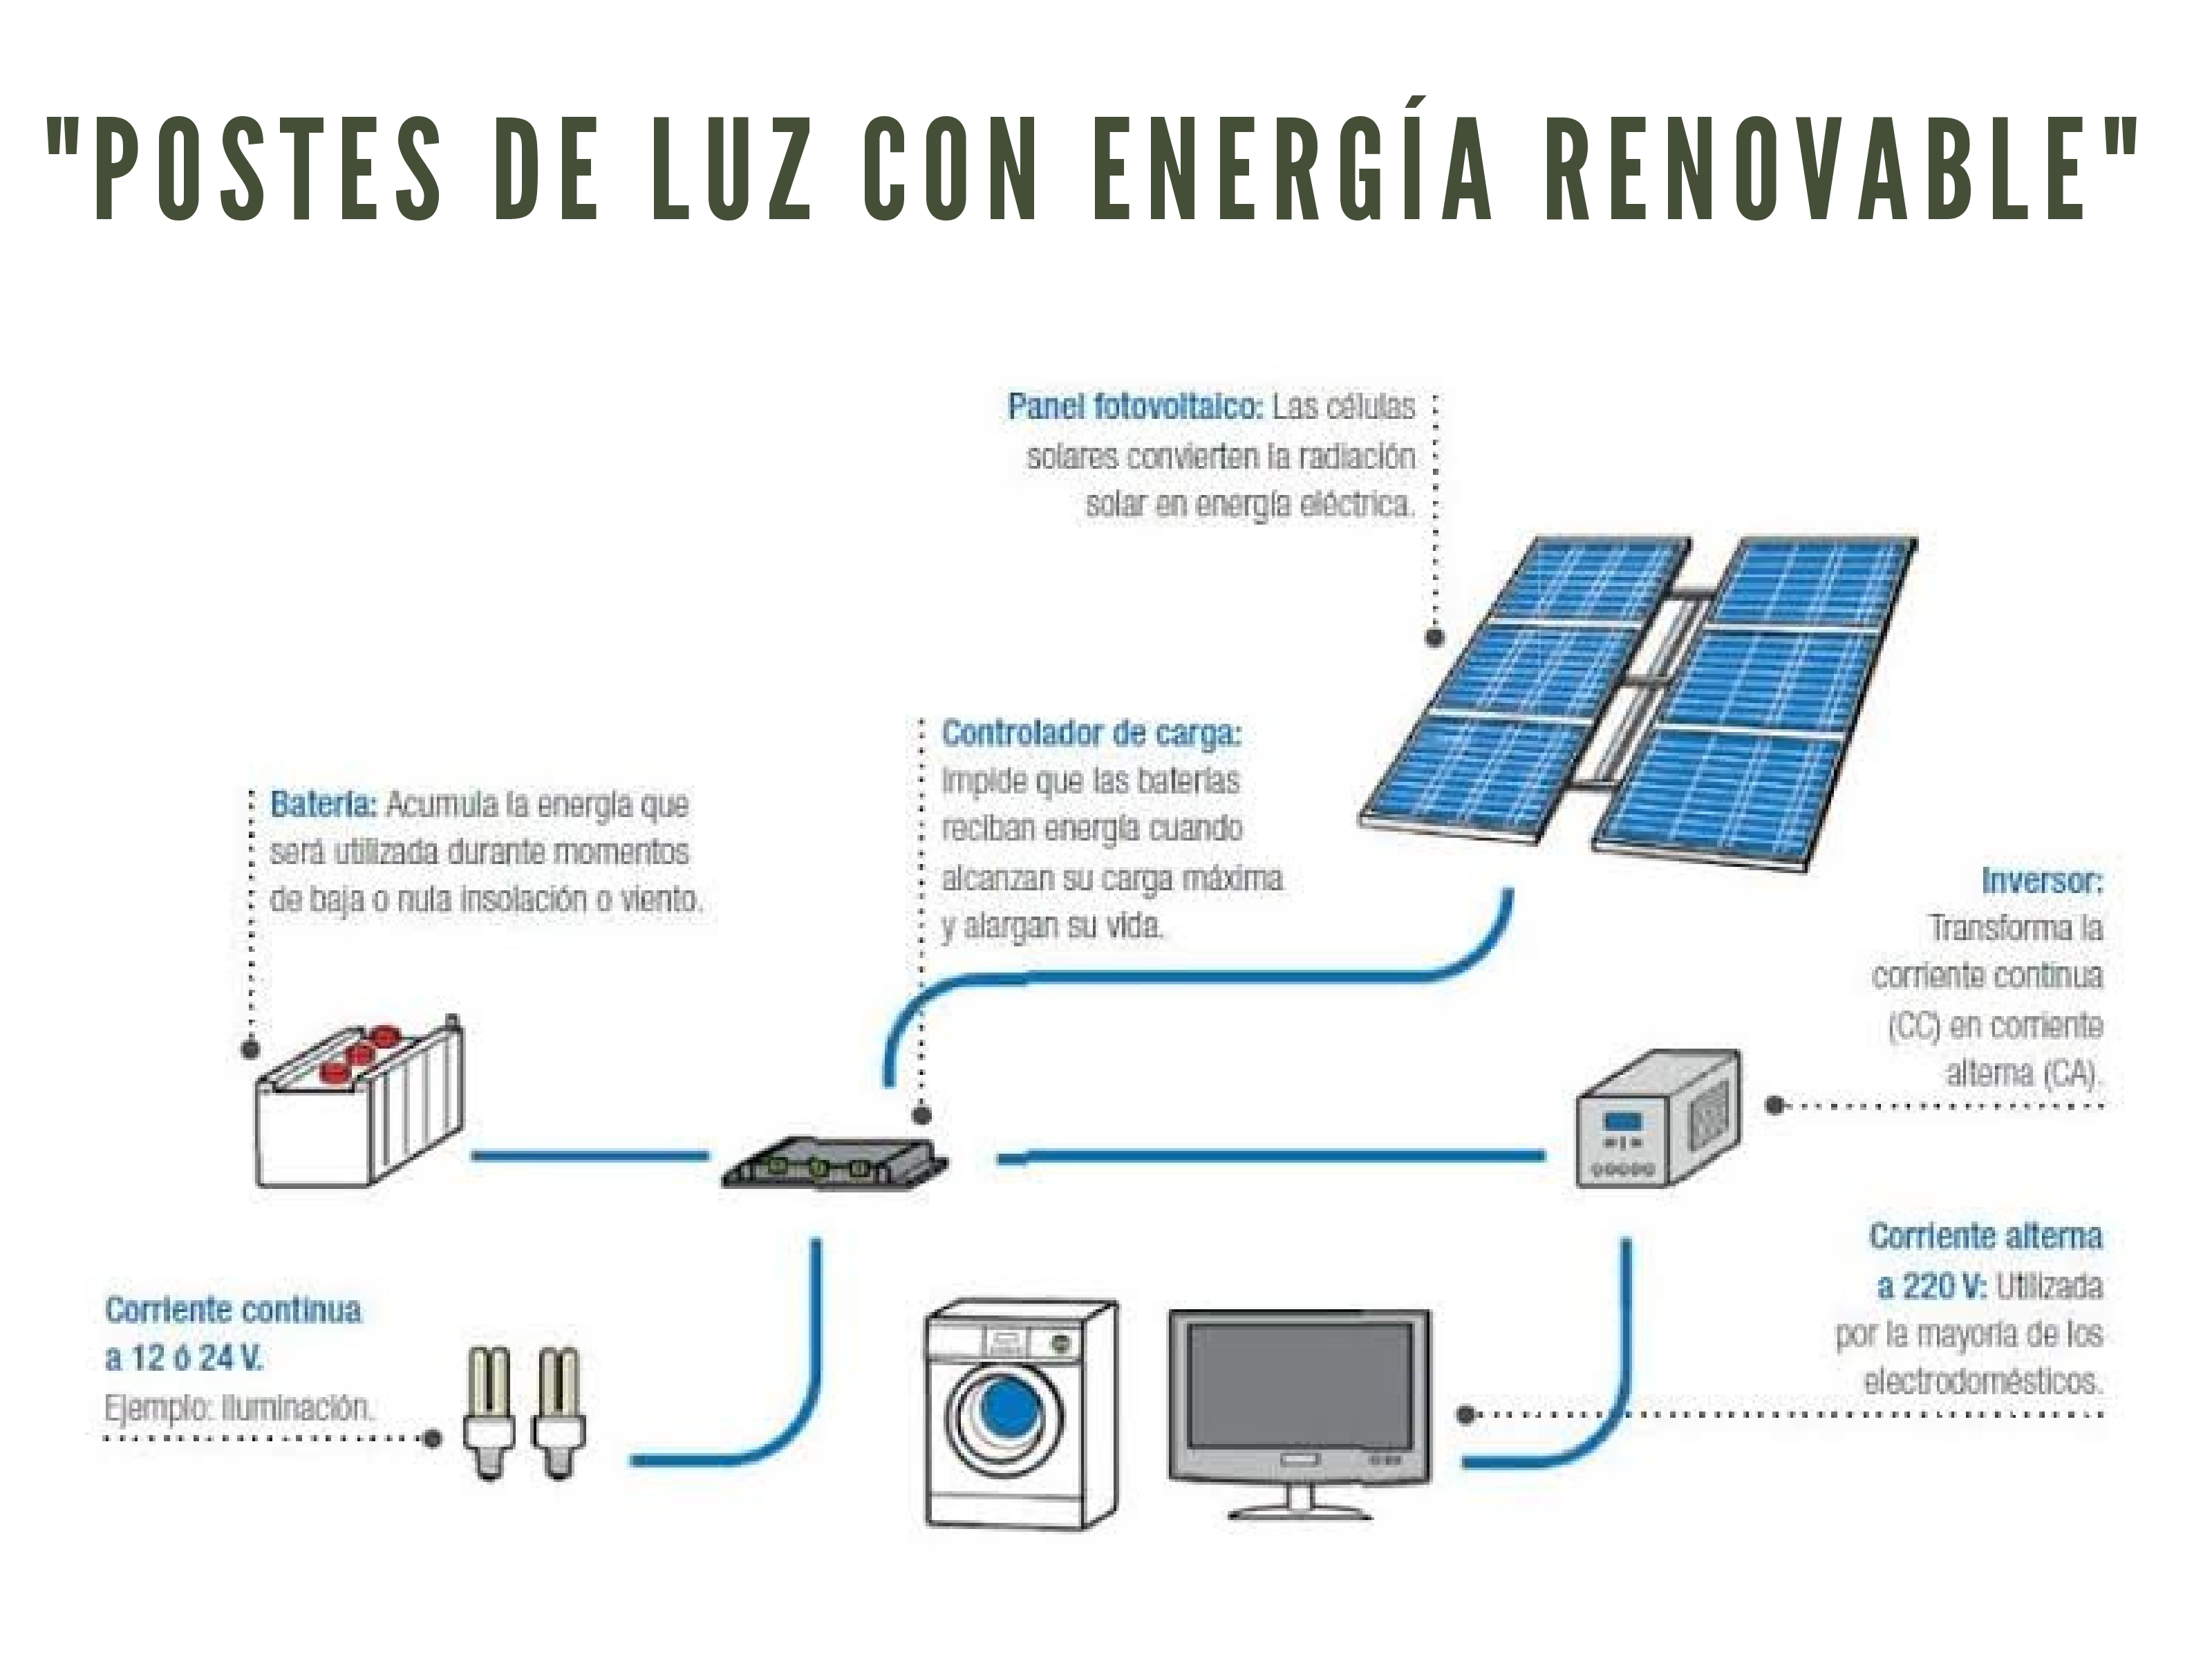 "POSTES DE LUZ CON ENERGÍA RENOVABLE"
Panel fotovoltaico: Las células
solares convierten la radiación
solar en energía eléctrica.
Controlador de carga:
Impide que las baterías
reciban energía cuando
alcanzan su carga máxima
y alargan su vida.
Batería: Acumula la energía que
será utilizada durante momentos
de baja o nula insolación o viento.
Inversor:
Transforma la
corriente continua
(CC) en corriente
alterna (CA).
Corriente alterna
a 220 V: Utilizada
por la mayoría de los
electrodomésticos.
Corriente continua
a 12 ó 24 V.
Ejemplo: Iluminación.